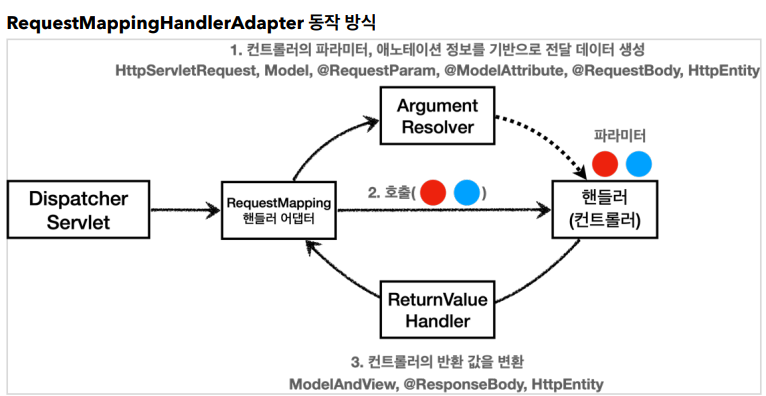 RequestMappingHandlerAdapter 동작 방식
1. 컨트롤러의 파라미터, 애노테이션 정보를 기반으로 전달 데이터 생성
HttpServletRequest, Model, @RequestParam, @ModelAttribute, @RequestBody, HttpEntity
Argument
Resolver
파라미터
Dispatcher
Servlet
RequestMapping
핸들러 어댑터
2. 호출( )
핸들러
(컨트롤러)
ReturnValue
Handler
3. 컨트롤러의 반환 값을 변환
ModelAndView, @ResponseBody, HttpEntity